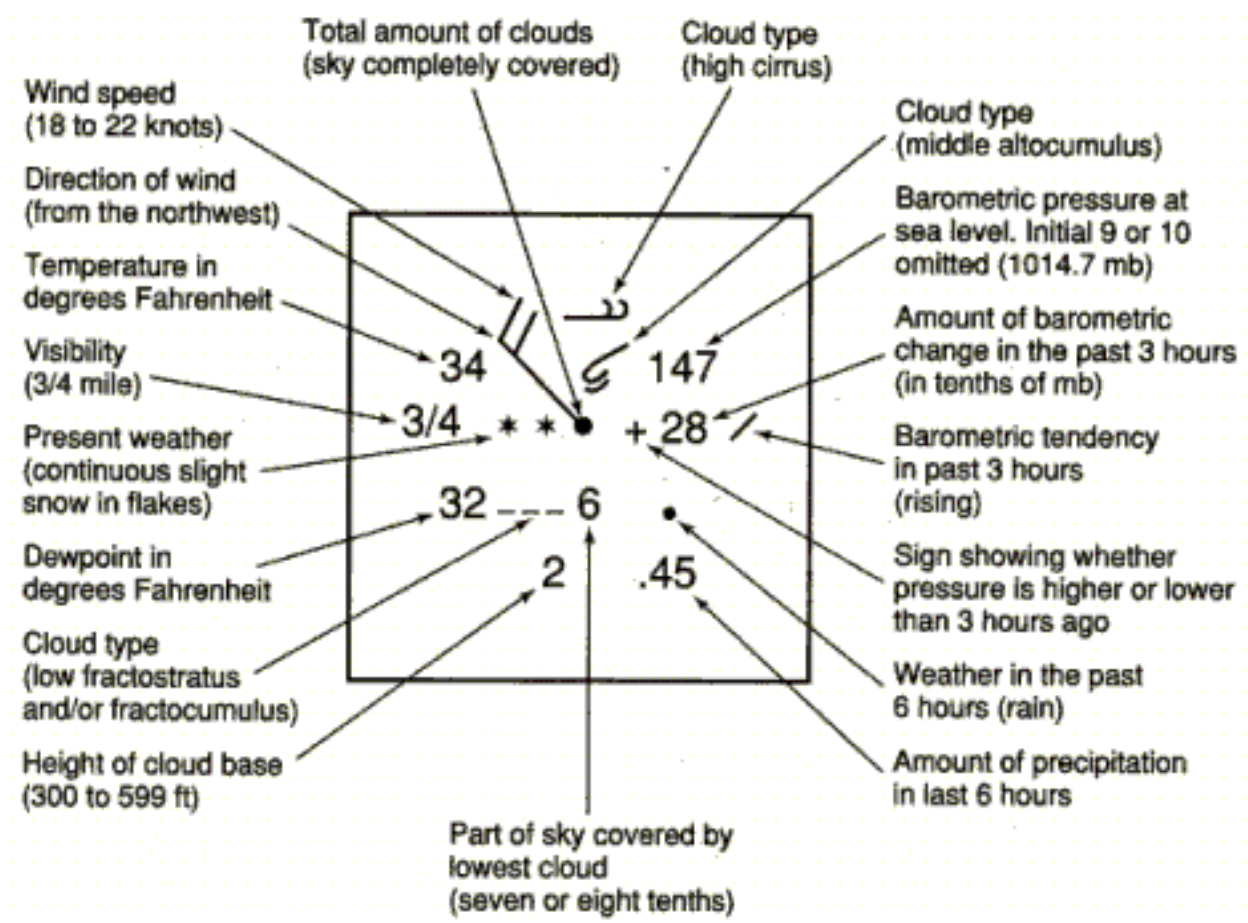 Total amount of clouds
(sky completely covered)
Cloud type
(high cirrus)
Wind speed
(18 to 22 knots)
Direction of wind
(from the northwest)
Temperature in
degrees Fahrenheit
Visibility
(3/4 mile)
Present weather
(continuous slight
snow in flakes)
Dewpoint in
degrees Fahrenheit
Cloud type
(low fractostratus
and/or fractocumulus)
Height of cloud base
(300 to 599 ft)
34
147
3/4 * *
+ 28
32 --- 6
2
.45
Cloud type
(middle altocumulus)
Barometric pressure at
sea level. Initial 9 or 10
omitted (1014.7 mb)
Amount of barometric
change in the past 3 hours
(in tenths of mb)
Barometric tendency
in past 3 hours
(rising)
Sign showing whether
pressure is higher or lower
than 3 hours ago
Weather in the past
6 hours (rain)
Amount of precipitation
in last 6 hours
Part of sky covered by
lowest cloud
(seven or eight tenths)